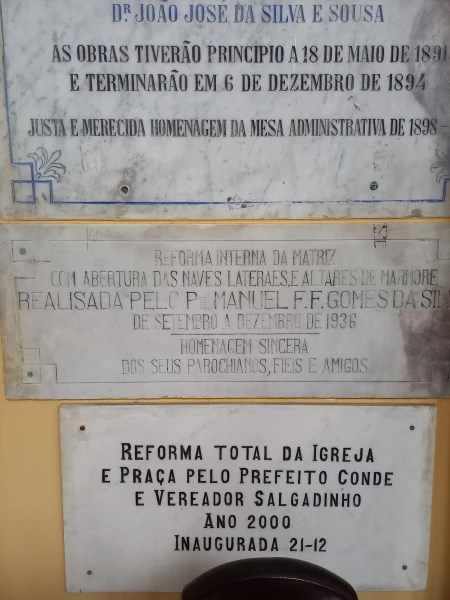 DR JOÃO JOSÉ DA SILVA E SOUSA
AS OBRAS TIVERÃO PRINCIPIO A 18 DE MAIO DE 1891
E TERMINARÃO EM 6 DE DEZEMBRO DE 1894
JUSTA E MERECIDA HOMENAGEM DA MESA ADMINISTRATIVA DE 1898 -
REFORMA INTERNA DA MATRIZ
COM ABERTURA DAS NAVES LATERAES, E ALTARES DE MARMORE
REALISADA PELO PE. MANUEL F. F. GOMES DA
DE SETEMBRO A DEZEMBRO DE 1936
HOMENAGEM SINCERA
DOS SEUS PAROCHIANOS, FIEIS E AMIGOS
REFORMA TOTAL DA IGREJA
E PRAÇA PELO PREFEITO CONDE
E VEREADOR SALGADINHO
ANO 2000
INAUGURADA 21-12